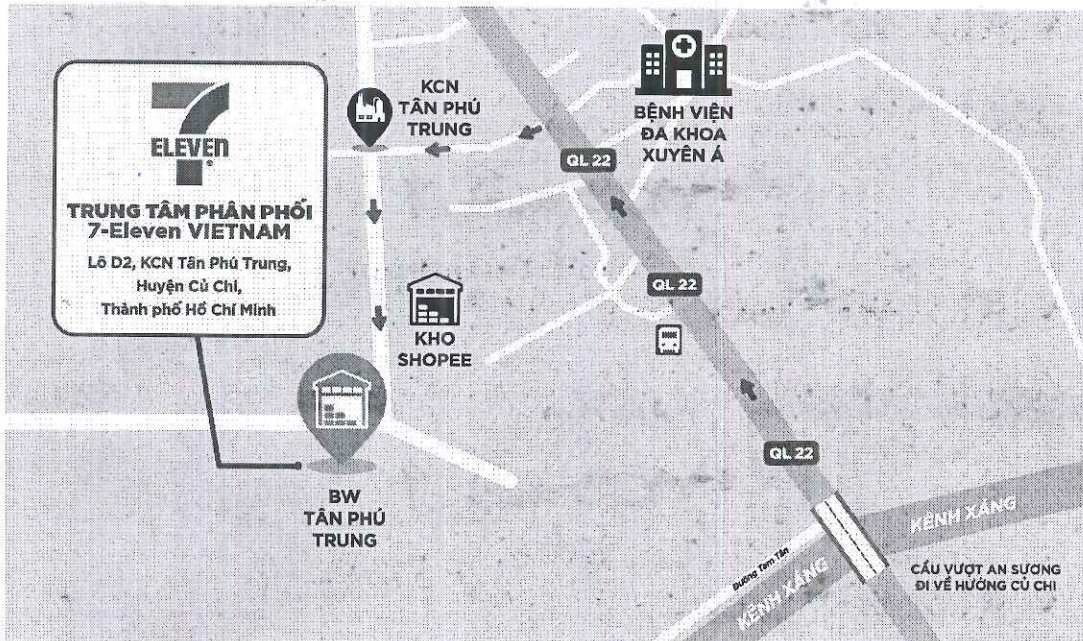 7
ELEVEn
®
TRUNG TÂM PHÂN PHỐI
7-Eleven VIETNAM
Lô D2, KCN Tân Phú Trung,
Huyện Củ Chi,
Thành phố Hồ Chí Minh
KCN
TÂN PHÚ
TRUNG
BỆNH VIỆN
ĐA KHOA
XUYÊN Á
QL 22
QL 22
KHO
SHOPEE
QL 22
BW
TÂN PHÚ
TRUNG
KÊNH XÁNG
Đường Tam Tân
KÊNH XÁNG
CẦU VƯỢT AN SƯƠNG
ĐI VỀ HƯỚNG CỦ CHI